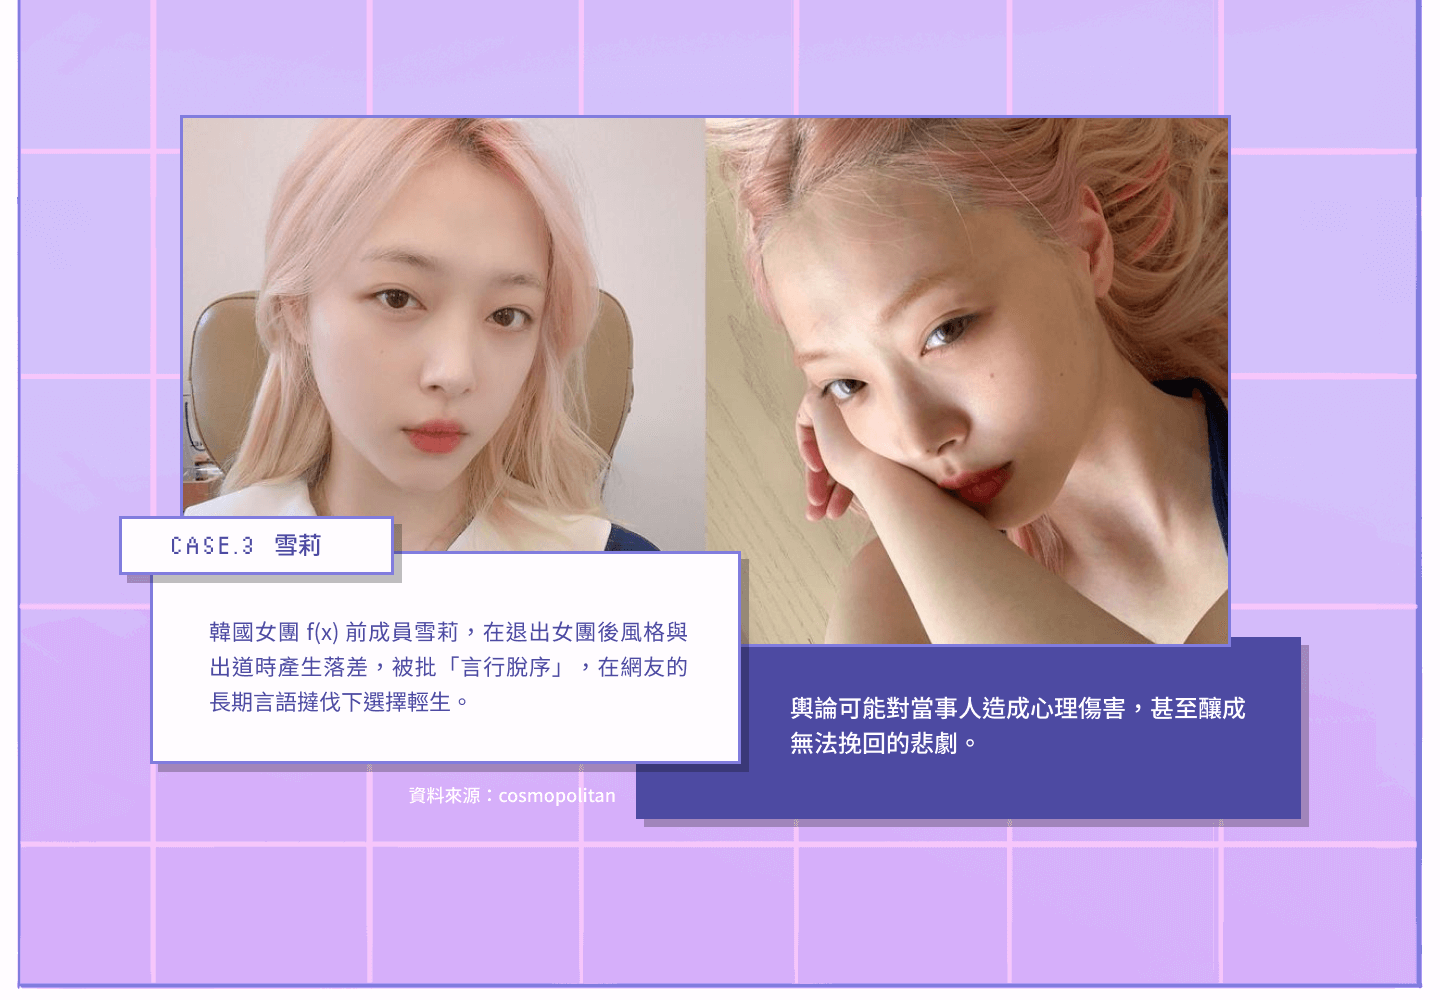 CASE.3 雪莉
韓國女團 f(x) 前成員雪莉，在退出女團後風格與
出道時產生落差，被批「言行脫序」，在網友的
長期言語撻伐下選擇輕生。
輿論可能對當事人造成心理傷害，甚至釀成
無法挽回的悲劇。
資料來源：cosmopolitan